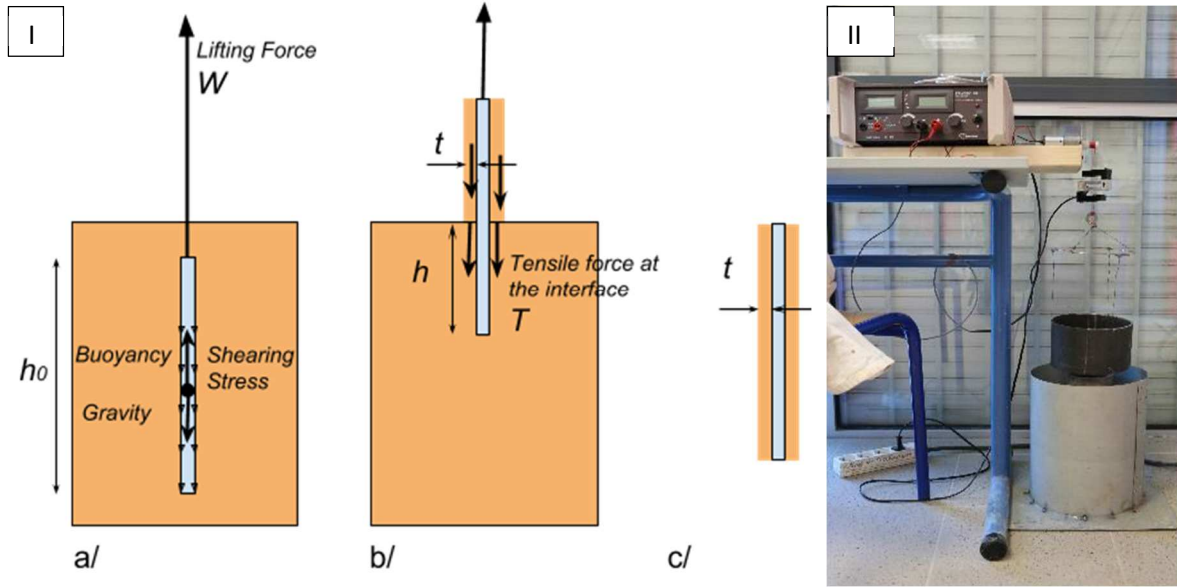 I
Lifting Force
W
Buoyancy
Shearing
Stress
Gravity
h0
a/
t
h
Tensile force at
the interface
T
b/
t
c/
II